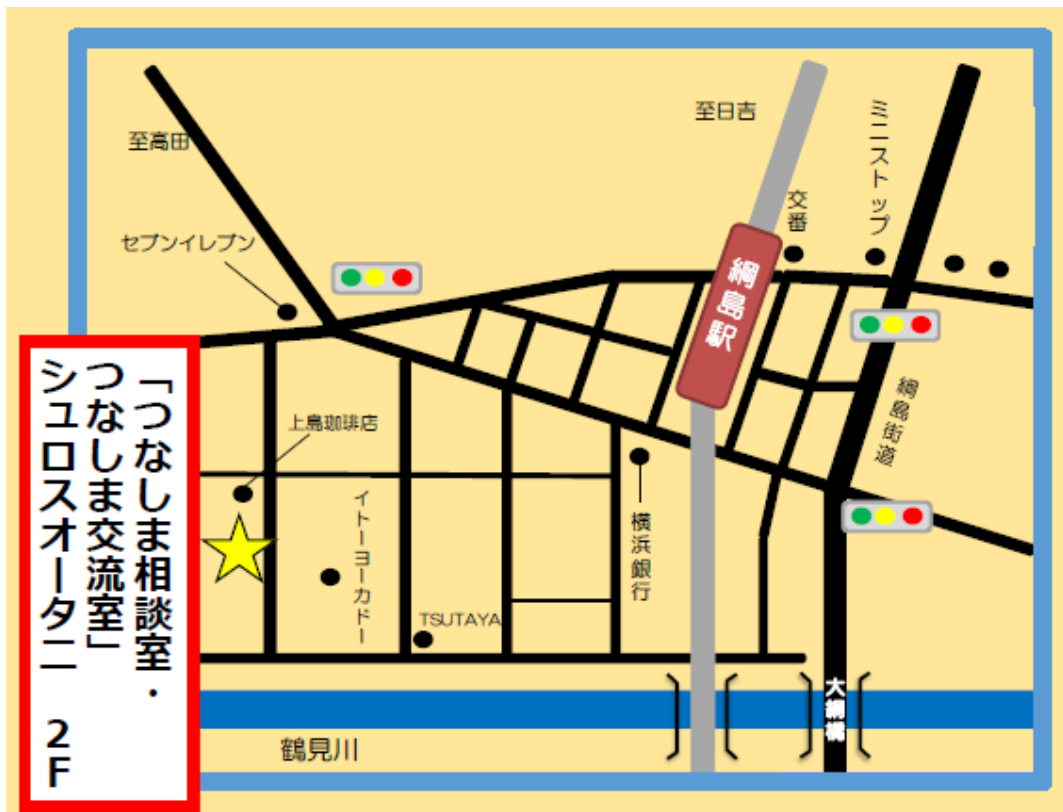 至高田
セブンイレブン
至日吉
交番
ミニストップ
綱島駅
綱島街道
上島珈琲店
イトーヨーカドー
TSUTAYA
横浜銀行
大綱橋
鶴見川
「つなしま相談室・
つなしま交流室」
シュロスオータニ　２Ｆ